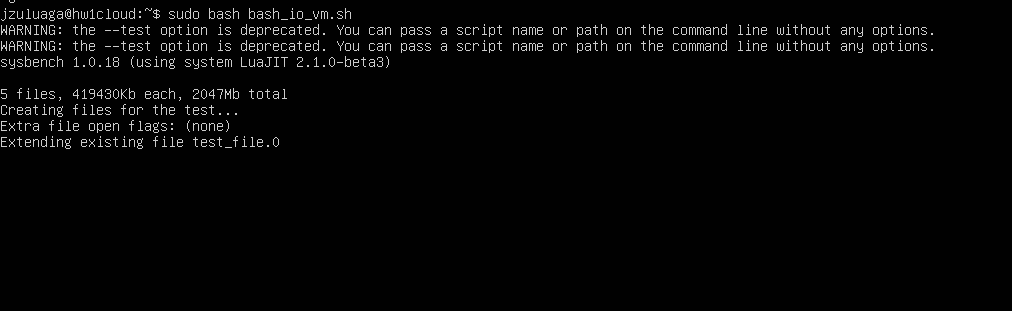 jzuluaga@hw1cloud:~$ sudo bash bash_io_vm.sh
WARNING: the --test option is deprecated. You can pass a script name or path on the command line without any options.
WARNING: the --test option is deprecated. You can pass a script name or path on the command line without any options.
sysbench 1.0.18 (using system LuaJIT 2.1.0-beta3)
5 files, 419430Kb each, 2047Mb total
Creating files for the test...
Extra file open flags: (none)
Extending existing file test_file.0